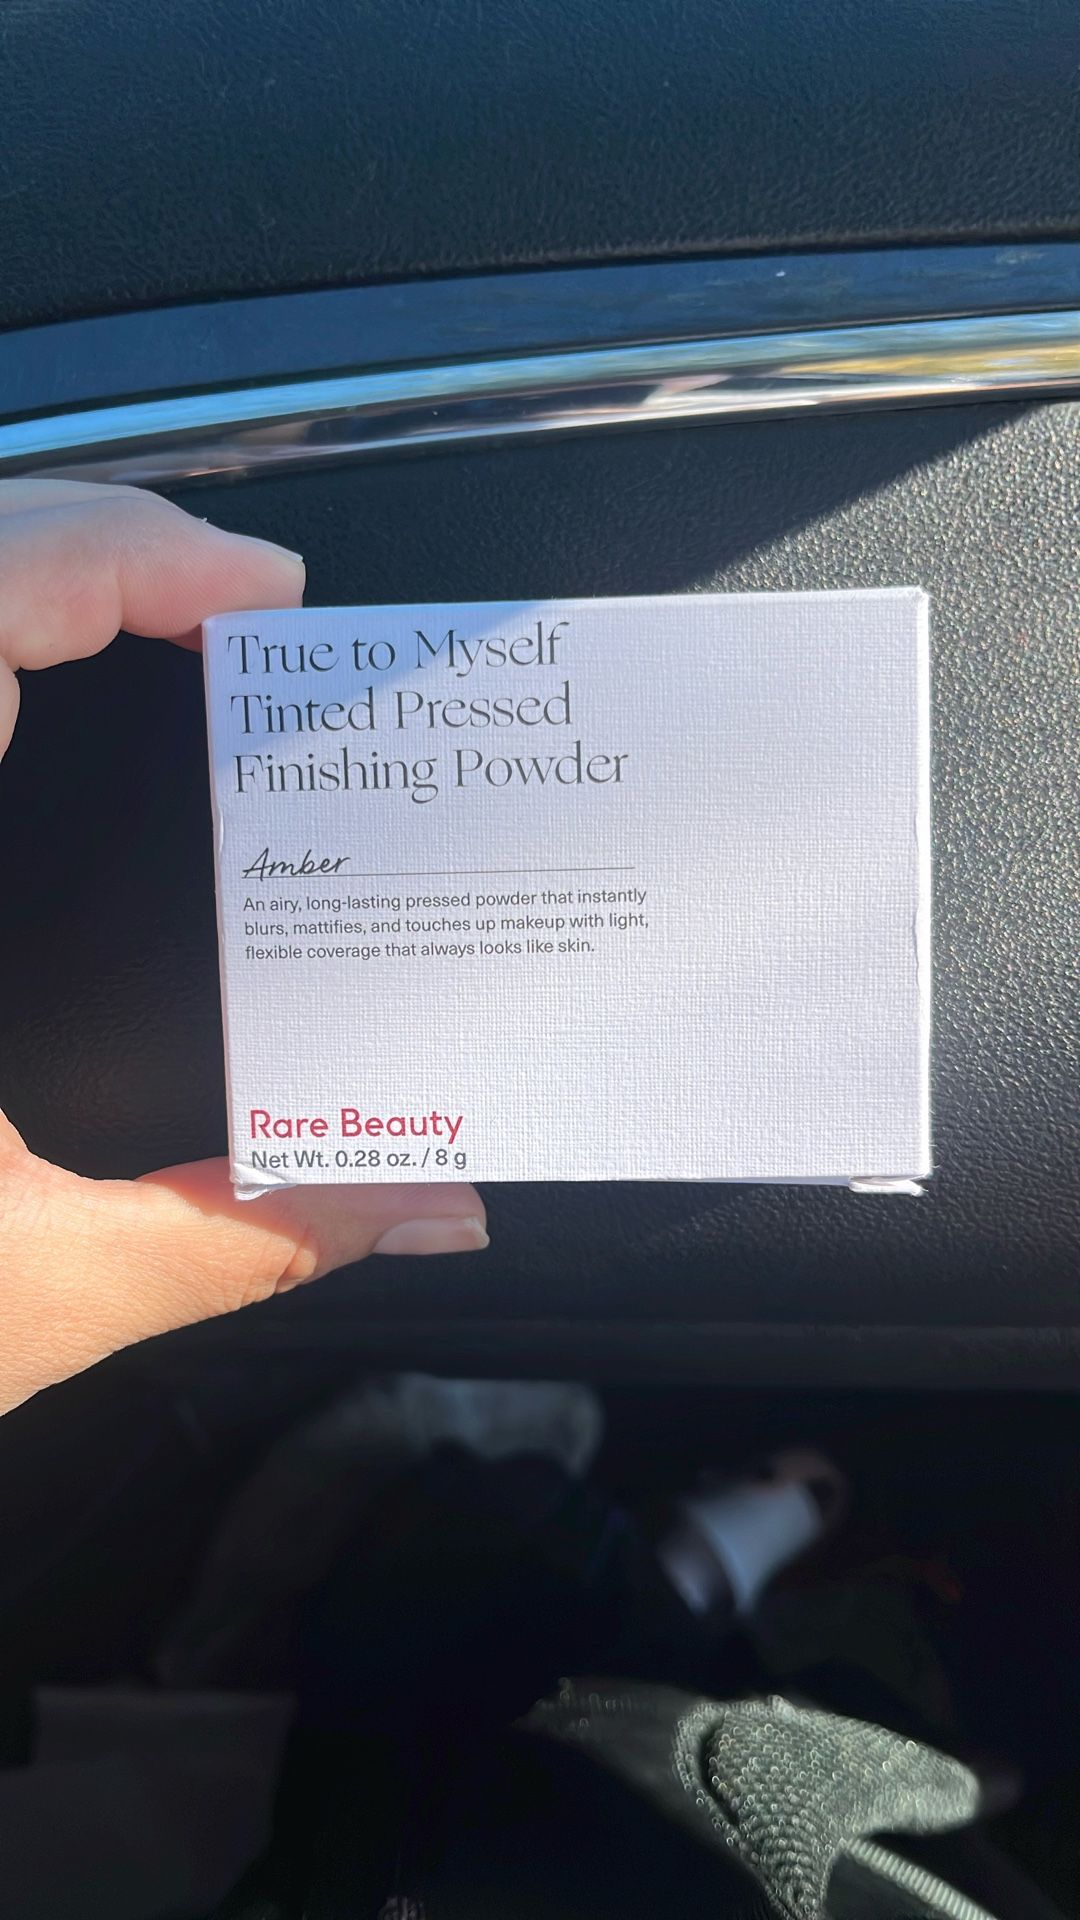 True to Myself
Tinted Pressed
Finishing Powder
Amber
An airy, long-lasting pressed powder that instantly
blurs, mattifies, and touches up makeup with light,
flexible coverage that always looks like skin.
Rare Beauty
Net Wt. 0.28 oz. / 8 g